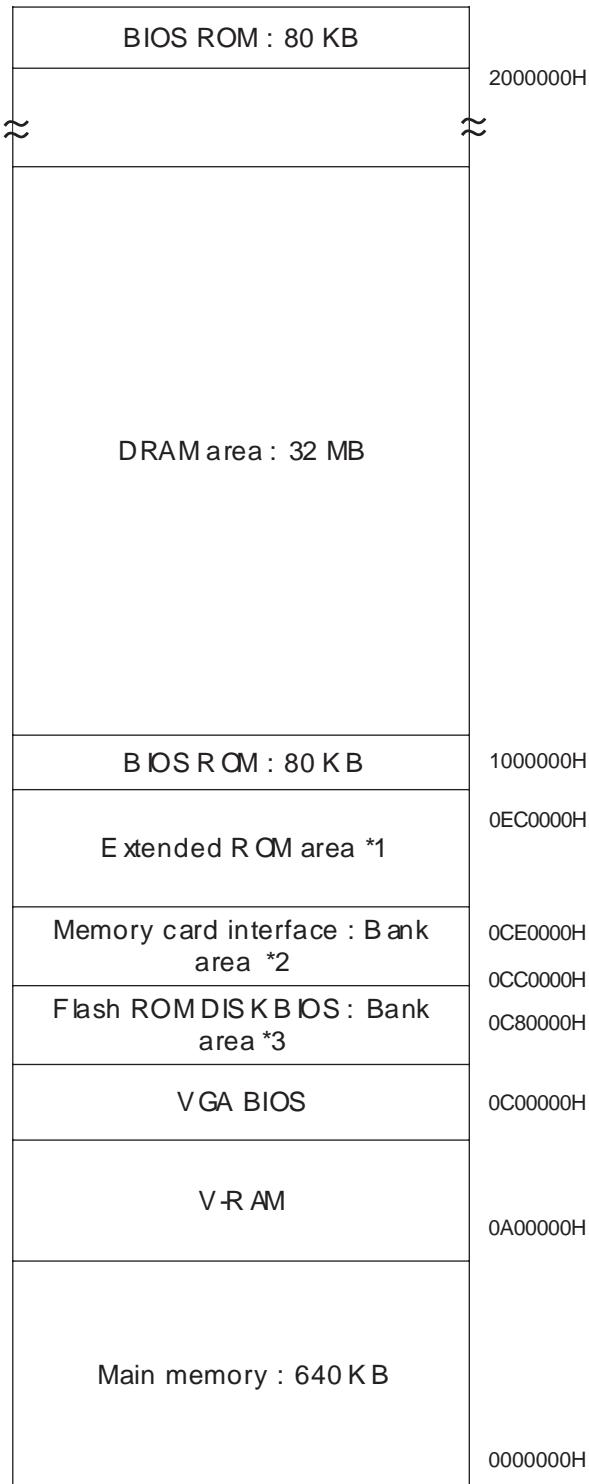 BIOS ROM : 80 KB
2000000H
DRAM area : 32 MB
BIOS ROM : 80 KB
1000000H
0EC0000H
Extended ROM area *1
Memory card interface : Bank
area *2
0CE0000H
0CC0000H
Flash ROM DISK BIOS : Bank
area *3
0C80000H
VGA BIOS
0C00000H
V-RAM
0A00000H
Main memory : 640 KB
0000000H